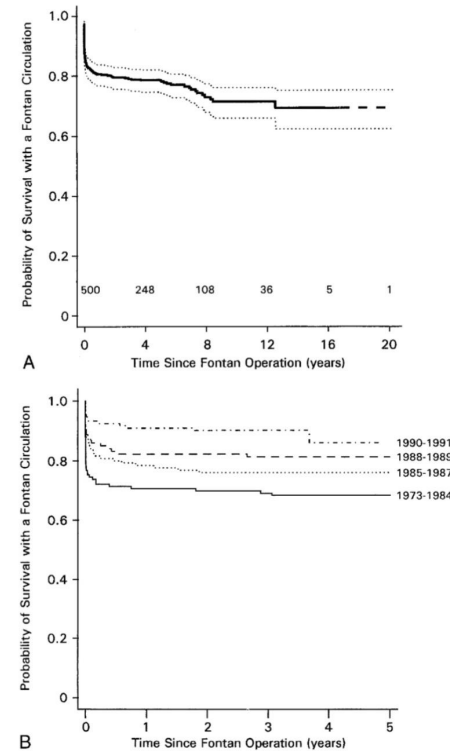 1.0
0.8
0.6
0.4
0.2
0
Probability of Survival with a Fontan Circulation
500 248 108 36 5 1
0 4 8 12 16 20
A
Time Since Fontan Operation (years)
1.0
0.8
0.6
0.4
0.2
0
Probability of Survival with a Fontan Circulation
1990-1991
1988-1989
1985-1987
1973-1984
0 1 2 3 4 5
B
Time Since Fontan Operation (years)